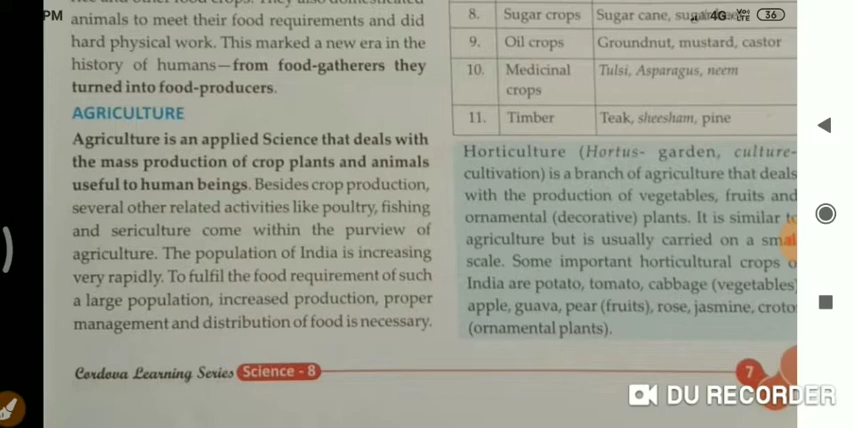 PM
animals to meet their food requirements and did
hard physical work. This marked a new era in the
history of humans—from food-gatherers they
turned into food-producers.
AGRICULTURE
Agriculture is an applied Science that deals with
the mass production of crop plants and animals
useful to human beings. Besides crop production,
several other related activities like poultry, fishing
and sericulture come within the purview of
agriculture. The population of India is increasing
very rapidly. To fulfil the food requirement of such
a large population, increased production, proper
management and distribution of food is necessary.
8. Sugar crops Sugar cane,
4G VoLTE 36
9. Oil crops Groundnut, mustard, castor
10. Medicinal Tulsi, Asparagus, neem
crops
11. Timber Teak, sheesham, pine
Horticulture (Hortus- garden, culture-
cultivation) is a branch of agriculture that deals
with the production of vegetables, fruits and
ornamental (decorative) plants. It is similar to
agriculture but is usually carried on a small
scale. Some important horticultural crops o
India are potato, tomato, cabbage (vegetables)
apple, guava, pear (fruits), rose, jasmine, croto
(ornamental plants).
Cordova Learning Series Science - 8
7
DU RECORDER